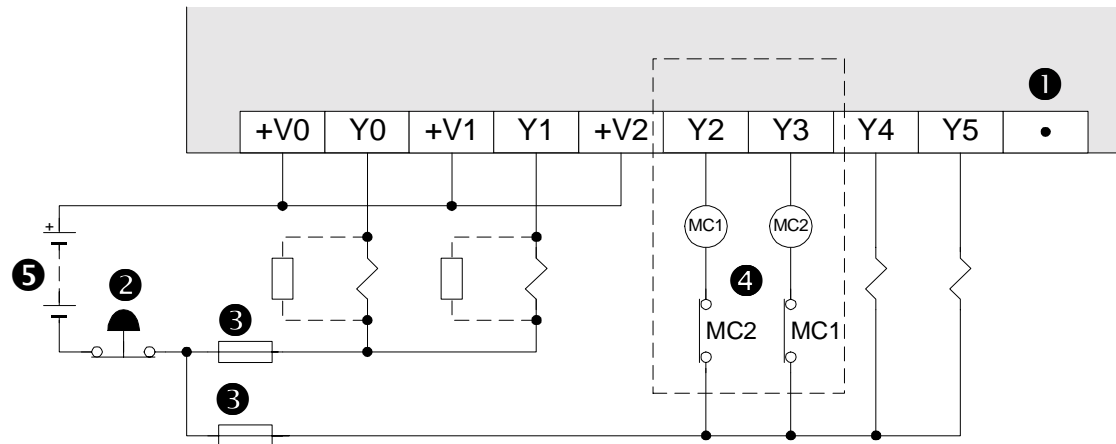 ❶
+V0 Y0 +V1 Y1 +V2 Y2 Y3 Y4 Y5 •
+
MC1 MC2
❺ ❷ ❹
❸ MC2 MC1
❸